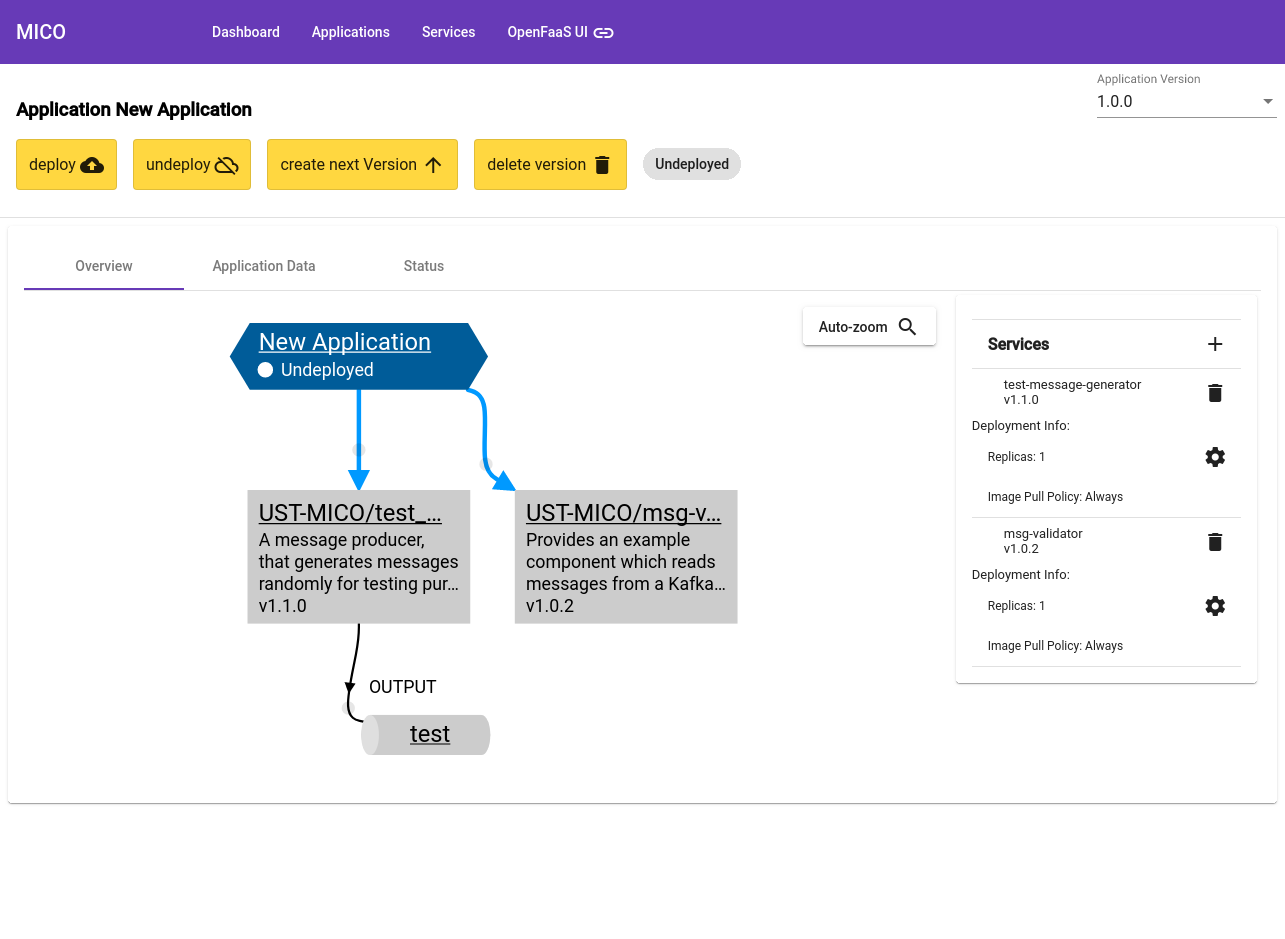 MICO
Dashboard
Applications
Services
OpenFaaS UI
Application New Application
Application Version
1.0.0
deploy
undeploy
create next Version
delete version
Undeployed
Overview
Application Data
Status
New Application
Undeployed
Auto-zoom
UST-MICO/test_...
A message producer,
that generates messages
randomly for testing pur...
v1.1.0
UST-MICO/msg-v...
Provides an example
component which reads
messages from a Kafka...
v1.0.2
OUTPUT
test
Services
test-message-generator
v1.1.0
Deployment Info:
Replicas: 1
Image Pull Policy: Always
msg-validator
v1.0.2
Deployment Info:
Replicas: 1
Image Pull Policy: Always